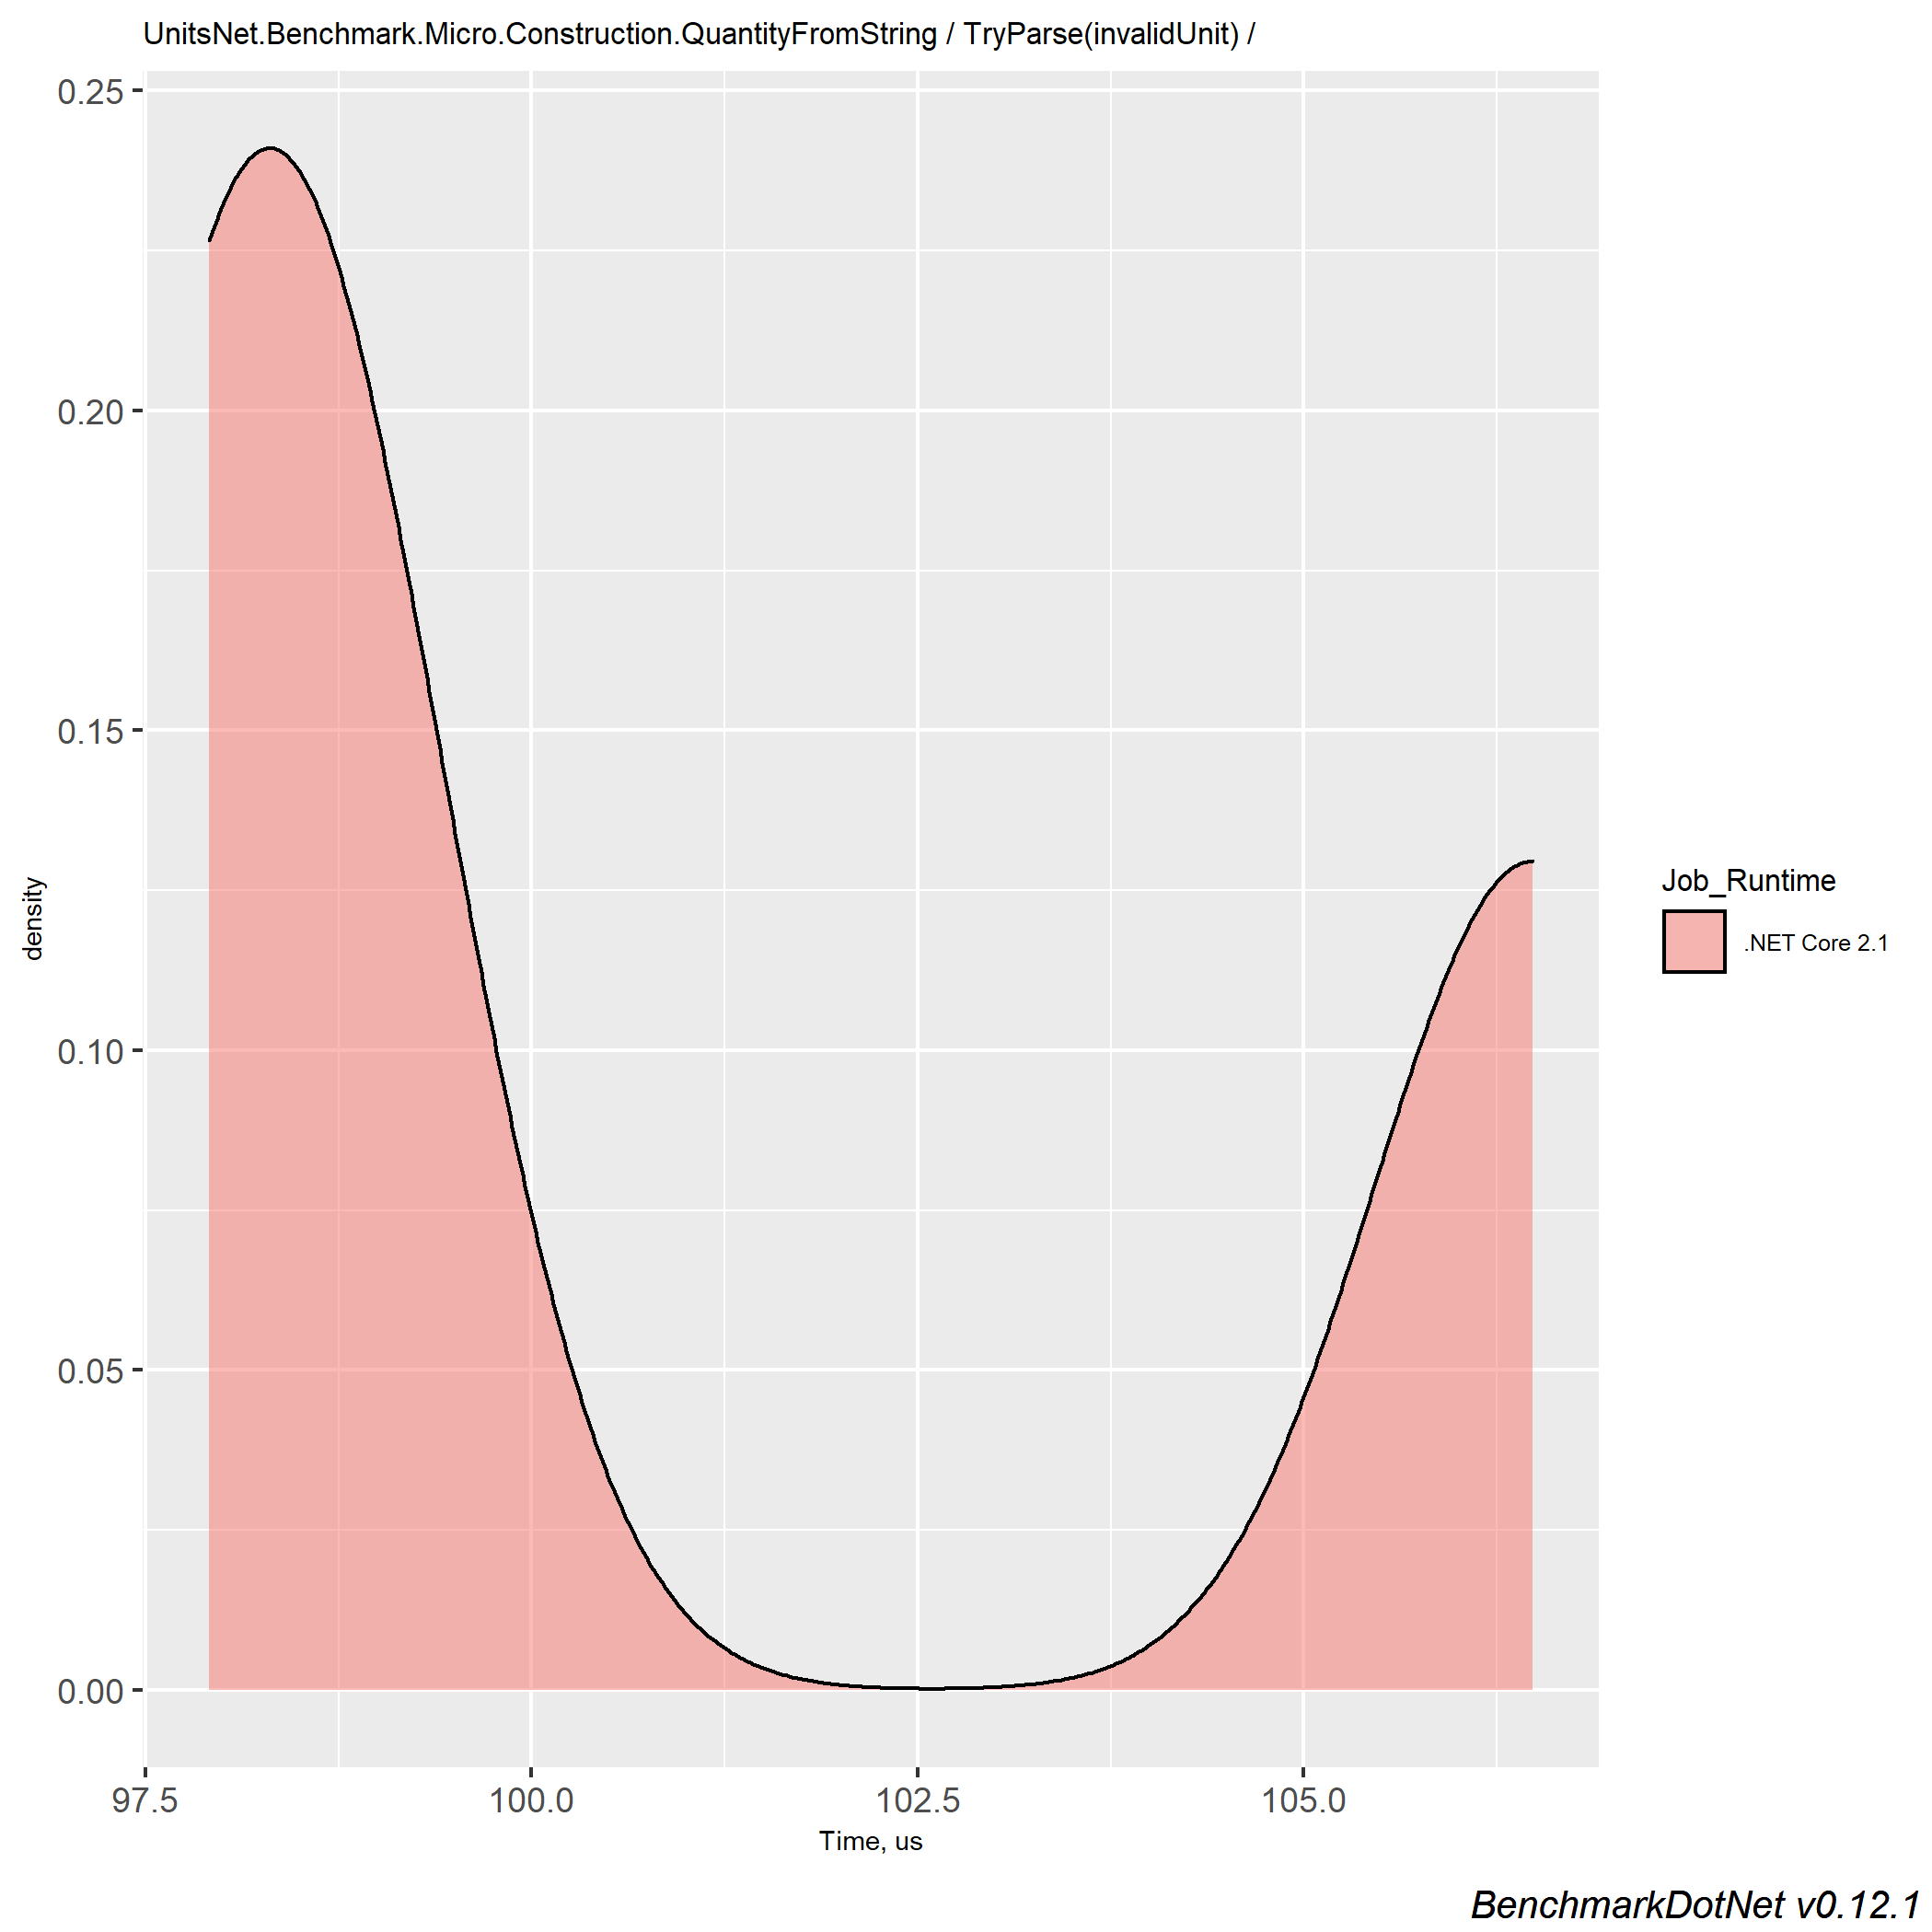 UnitsNet.Benchmark.Micro.Construction.QuantityFromString / TryParse(invalidUnit) /
0.25
0.20
0.15
0.10
0.05
0.00
density
97.5 100.0 102.5 105.0
Time, us
Job_Runtime
.NET Core 2.1
BenchmarkDotNet v0.12.1